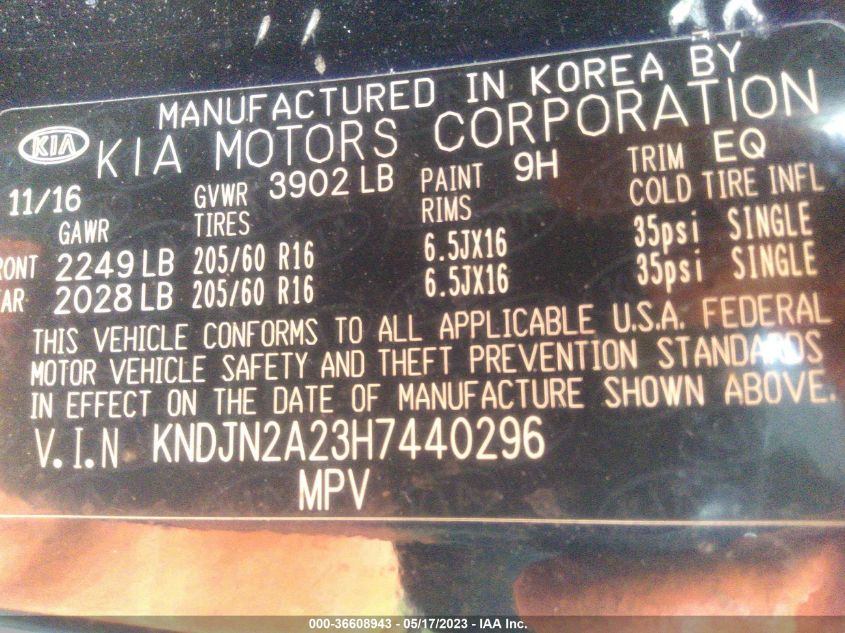 MANUFACTURED IN KOREA BY
KIA KIA MOTORS CORPORATION
11/16 GVWR 3902 LB PAINT 9H TRIM EQ
GAWR TIRES RIMS COLD TIRE INFL
RONT 2249 LB 205/60 R16 6.5JX16 35psi SINGLE
AR 2028 LB 205/60 R16 6.5JX16 35psi SINGLE
THIS VEHICLE CONFORMS TO ALL APPLICABLE U.S.A. FEDERAL
MOTOR VEHICLE SAFETY AND THEFT PREVENTION STANDARDS
IN EFFECT ON THE DATE OF MANUFACTURE SHOWN ABOVE.
V.I.N KNDJN2A23H7440296
MPV
000-36608943 - 05/17/2023 - IAA Inc.